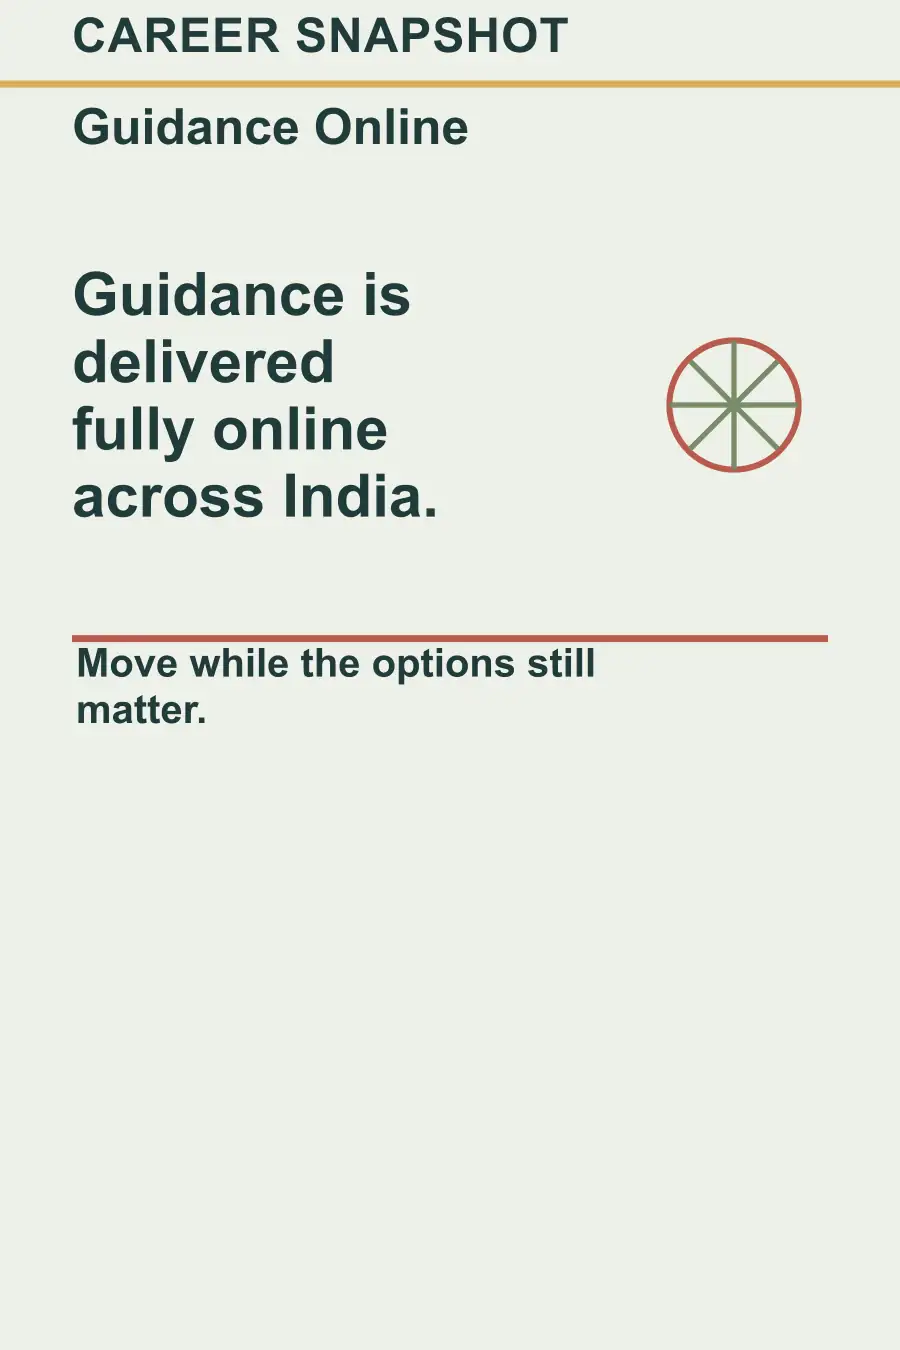 CAREER SNAPSHOT
Guidance Online
Guidance is
delivered
fully online
across India.
Move while the options still
matter.